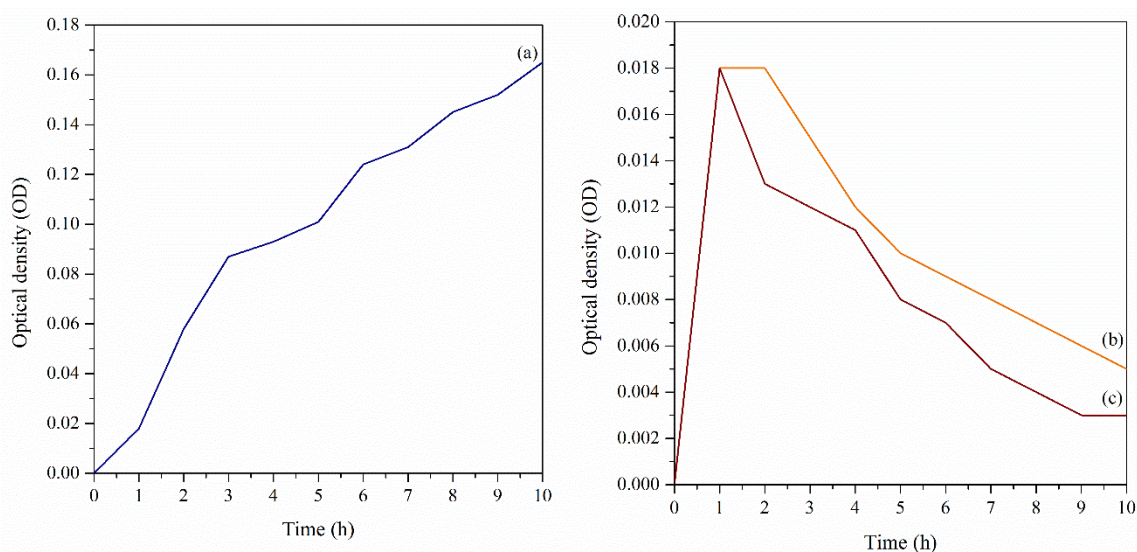 0.18
0.16
0.14
0.12
0.10
0.08
0.06
0.04
0.02
0.00
Optical density (OD)
(a)
0 1 2 3 4 5 6 7 8 9 10
Time (h)
0.020
0.018
0.016
0.014
0.012
0.010
0.008
0.006
0.004
0.002
0.000
Optical density (OD)
(b)
(c)
0 1 2 3 4 5 6 7 8 9 10
Time (h)